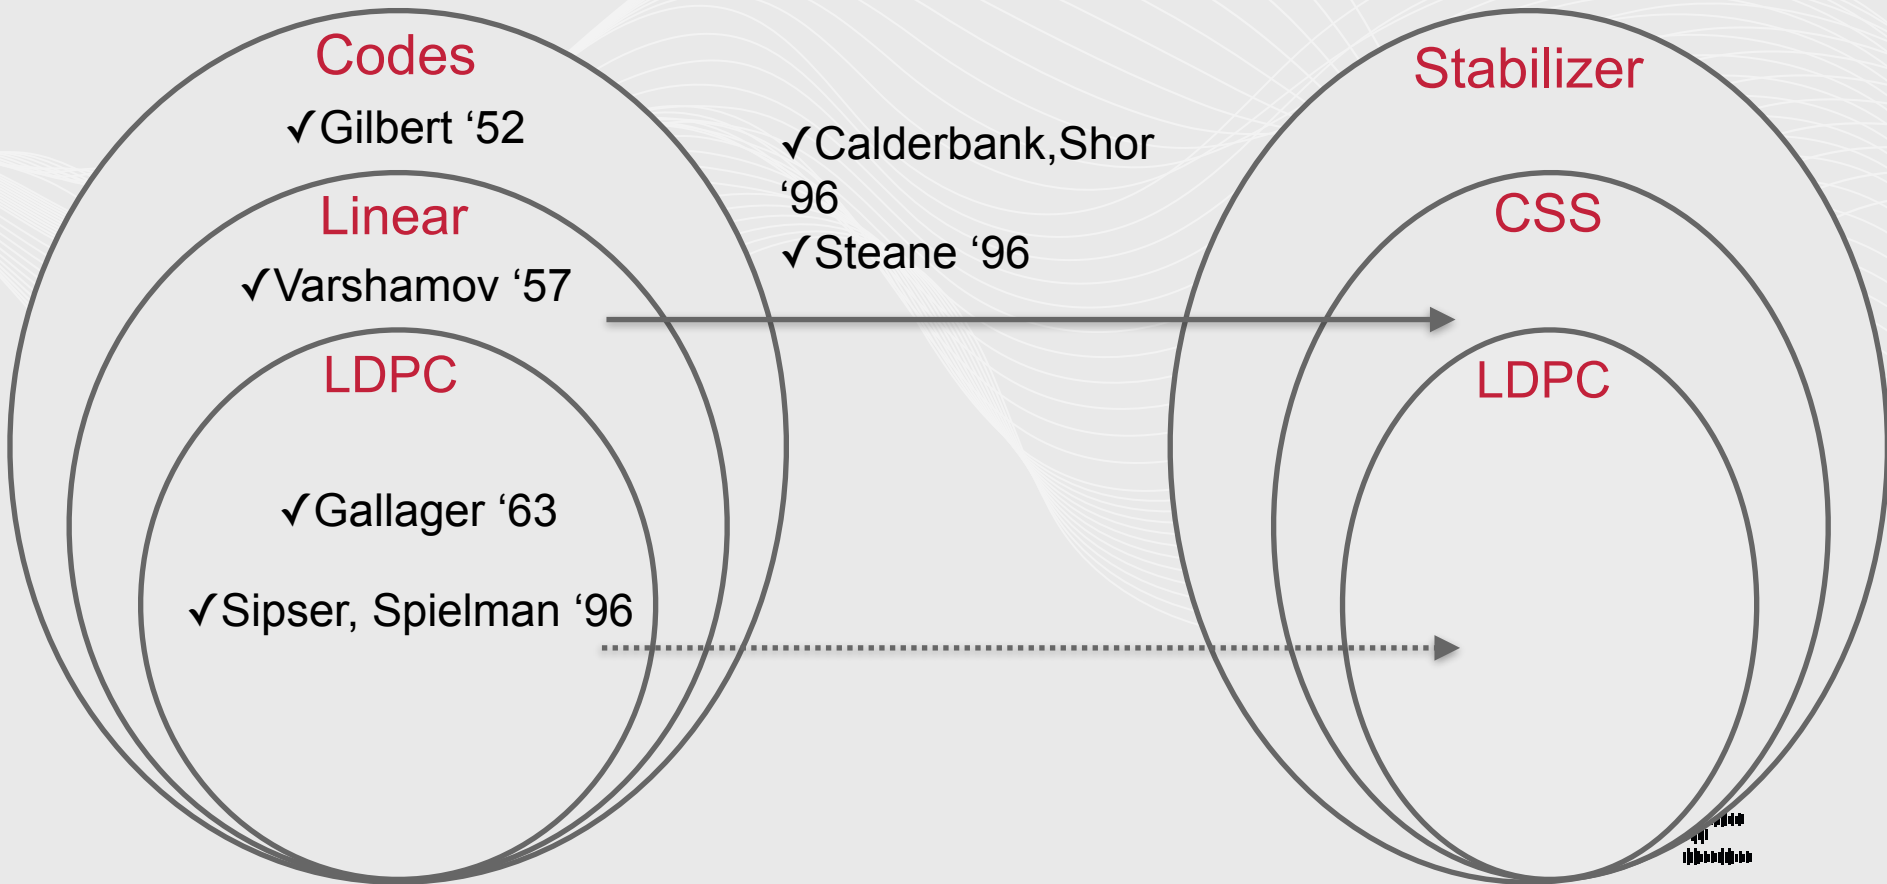 Codes
✓Gilbert ‘52
Linear
✓Varshamov ‘57
LDPC
✓Gallager ‘63
✓Sipser, Spielman ‘96
✓Calderbank,Shor
‘96
✓Steane ‘96
Stabilizer
CSS
LDPC